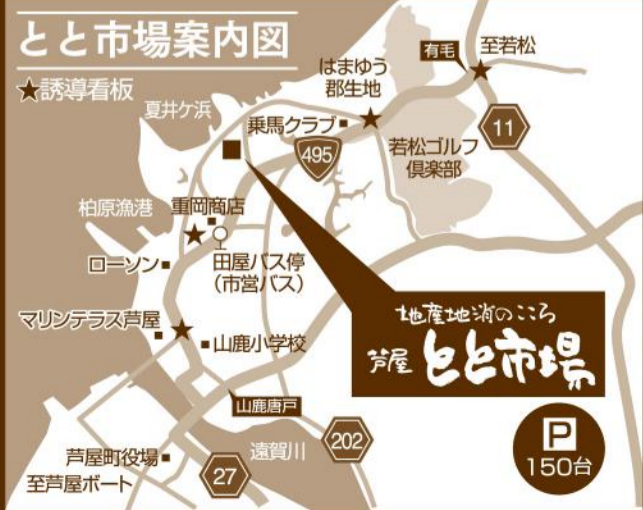 とと市場案内図
★誘導看板
有毛
至若松
はまゆう
郡生地
夏井ケ浜
乗馬クラブ
11
495
若松ゴルフ
倶楽部
柏原漁港
重岡商店
ローソン
田屋バス停
(市営バス)
地産地消のこころ
芦屋 とと市場
マリンテラス芦屋
山鹿小学校
山鹿唐戸
P
150台
芦屋町役場
遠賀川
202
至芦屋ボート
27